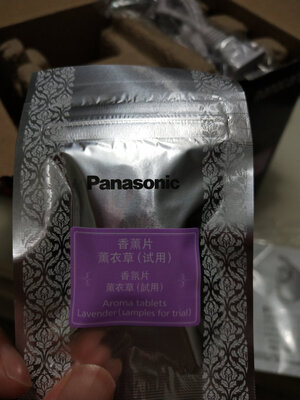 Panasonic
香薰片
薰衣草(试用)
香氛片
薰衣草(試用)
Aroma tablets
Lavender(samples for trial)